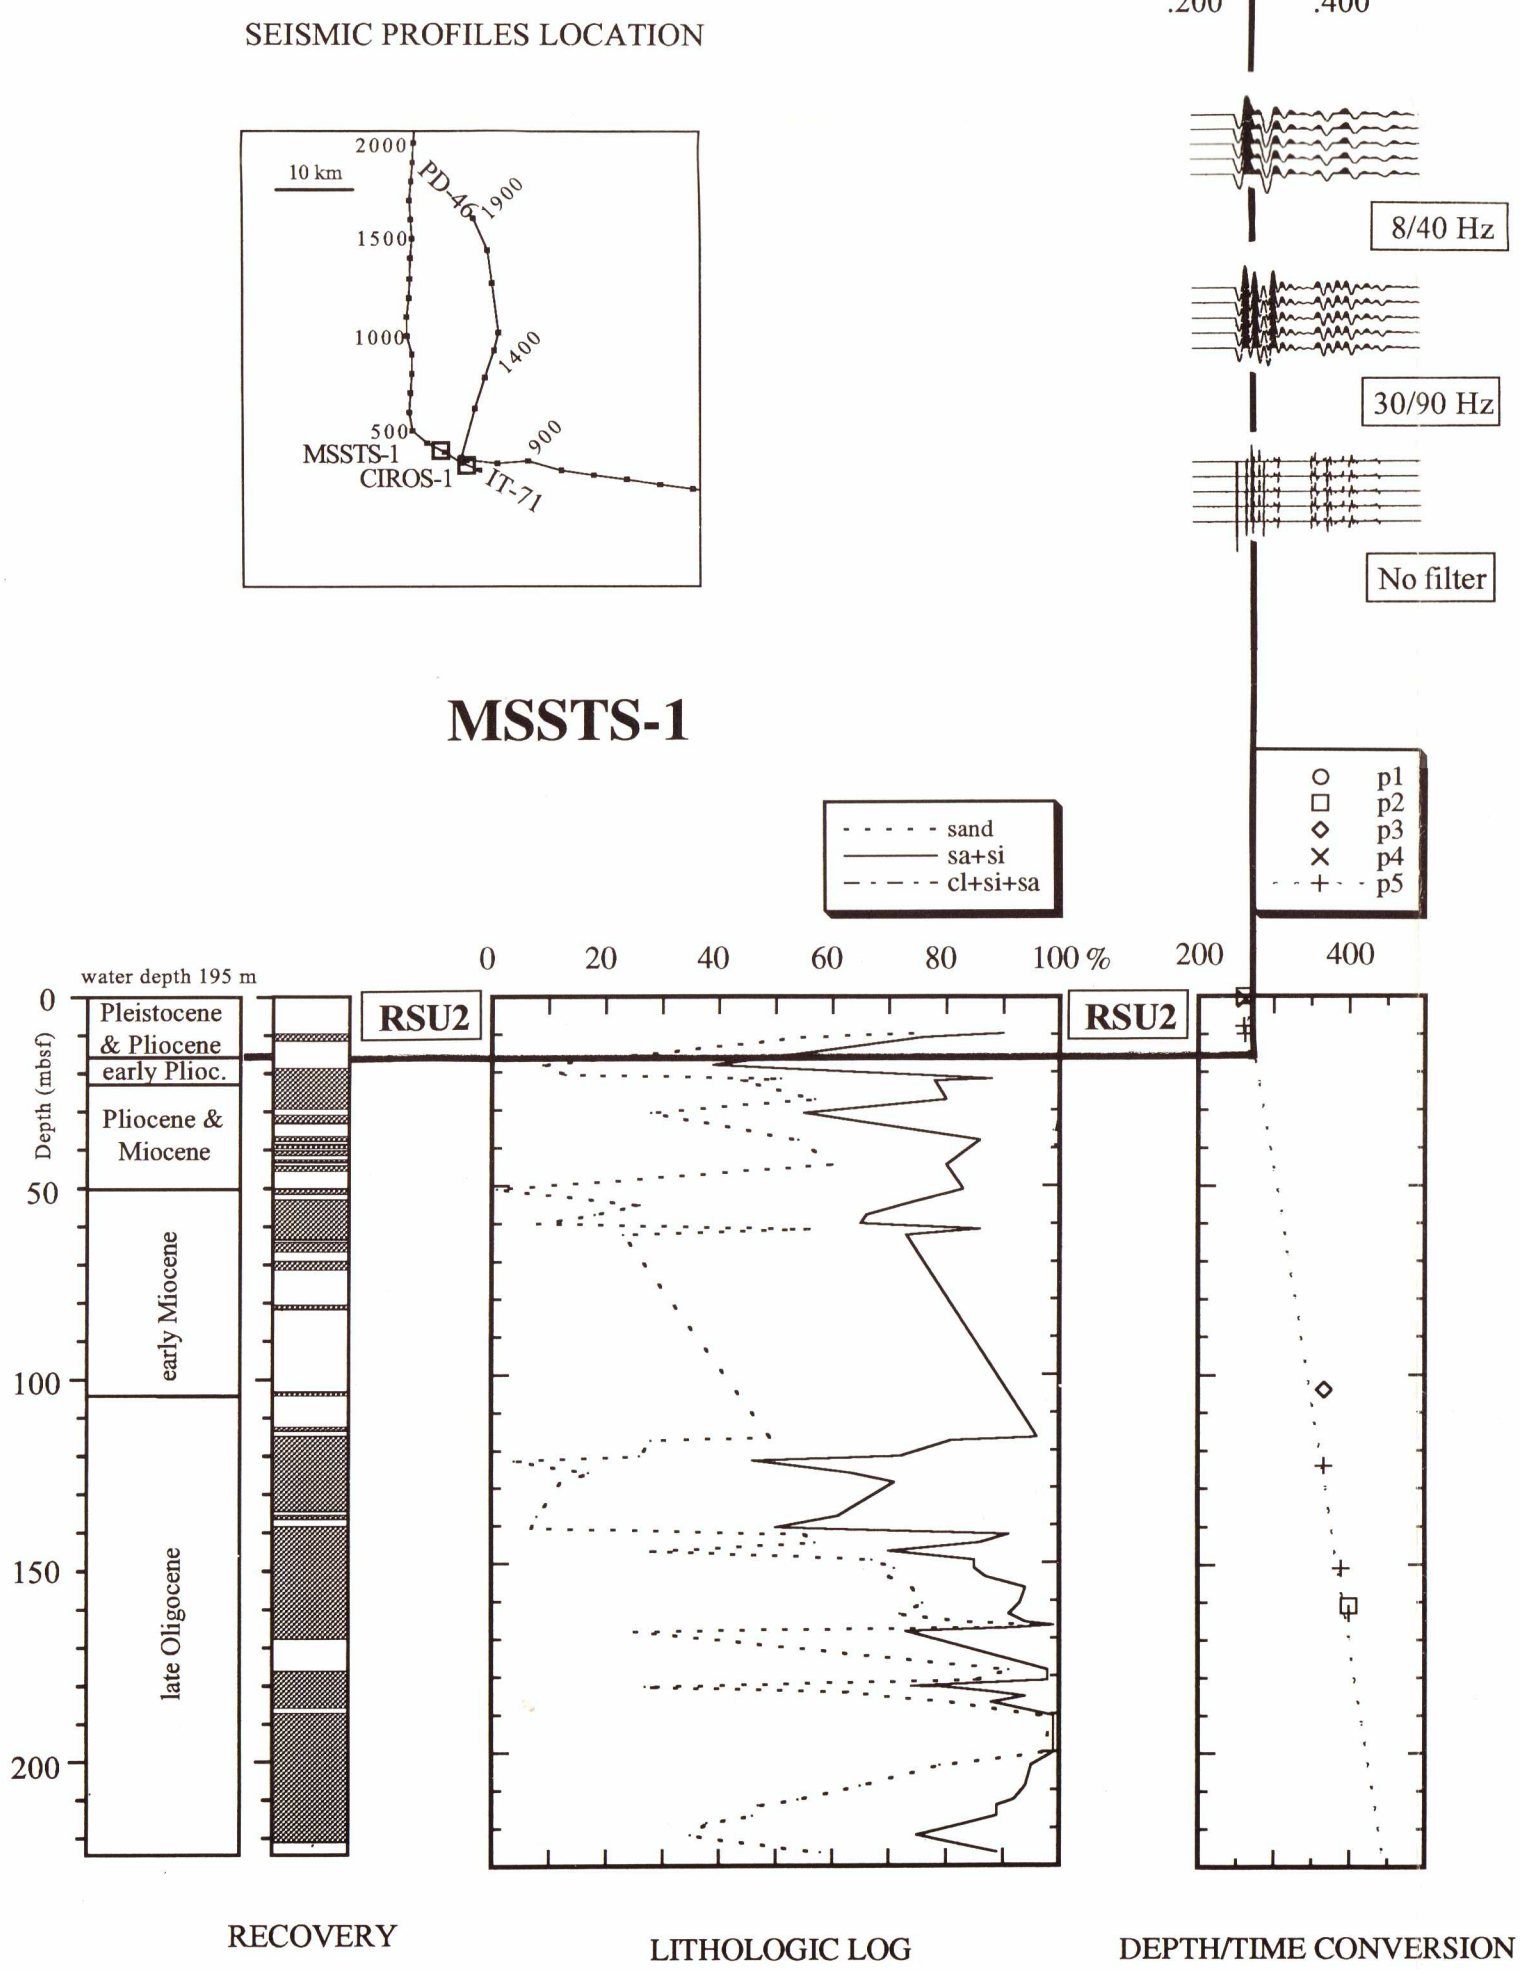 .200 .400
SEISMIC PROFILES LOCATION
2000
10 km
PD-46
1900
1500
1000
1400
500
900
MSSTS-1
CIROS-1
IT-71
8/40 Hz
30/90 Hz
No filter
MSSTS-1
p1
p2
p3
p4
p5
sand
sa+si
cl+si+sa
0 20 40 60 80 100 % 200 400
water depth 195 m
0
Pleistocene
& Pliocene
early Plioc.
Pliocene &
Miocene
early Miocene
late Oligocene
Depth (mbsf)
50
100
150
200
RSU2
RSU2
RECOVERY
LITHOLOGIC LOG
DEPTH/TIME CONVERSION